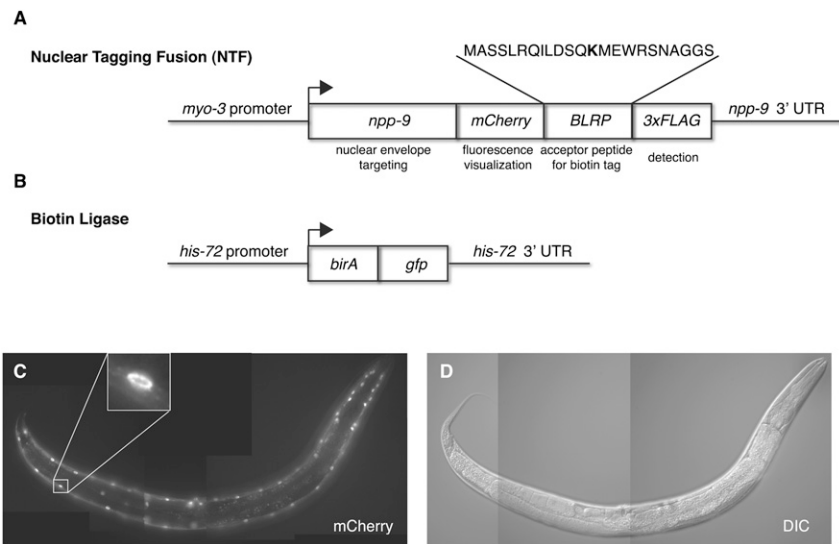 A
Nuclear Tagging Fusion (NTF)
MASSLRQILDSQKMEWRSNAGGS
myo-3 promoter
npp-9
mCherry
BLRP
3xFLAG
npp-9 3' UTR
nuclear envelope
targeting
fluorescence
visualization
acceptor peptide
for biotin tag
detection
B
Biotin Ligase
his-72 promoter
birA
gfp
his-72 3' UTR
C
mCherry
D
DIC